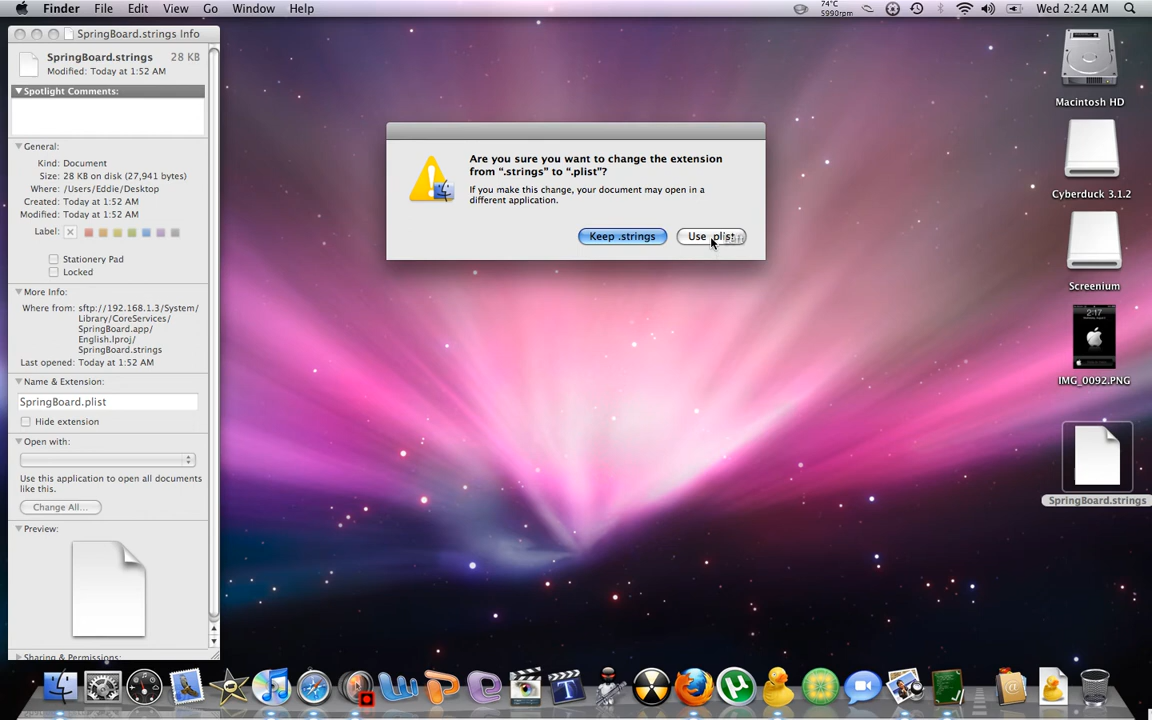 Finder File Edit View Go Window Help
74°C
5990rpm
Wed 2:24 AM
SpringBoard.strings Info
SpringBoard.strings 28 KB
Modified: Today at 1:52 AM
Spotlight Comments:
General:
Kind: Document
Size: 28 KB on disk (27,941 bytes)
Where: /Users/Eddie/Desktop
Created: Today at 1:52 AM
Modified: Today at 1:52 AM
Label:
Stationery Pad
Locked
More Info:
Where from: sftp://192.168.1.3/System/
Library/CoreServices/
SpringBoard.app/
English.lproj/
SpringBoard.strings
Last opened: Today at 1:52 AM
Name & Extension:
SpringBoard.plist
Hide extension
Open with:
Use this application to open all documents
like this.
Change All...
Preview:
Sharing & Permissions:
Are you sure you want to change the extension
from “.strings” to “.plist”?
If you make this change, your document may open in a
different application.
Keep .strings
Use .plist
Macintosh HD
Cyberduck 3.1.2
Screenium
2:17
IMG_0092.PNG
SpringBoard.strings